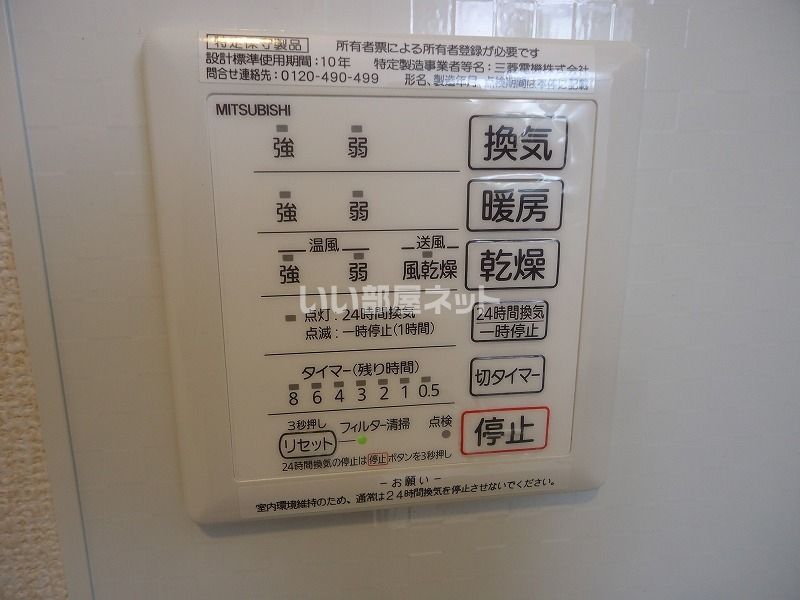 特定保守製品 所有者票による所有者登録が必要です
設計標準使用期間:10年 特定製造事業者等名:三菱電機株式会社
問合せ連絡先:0120-490-499 形名、製造年月、点検期間は本体に記載
MITSUBISHI
強 弱 換気
強 弱 暖房
温風 送風
強 弱 風乾燥 乾燥
いい部屋ネット
点灯:24時間換気
点滅:一時停止(1時間)
24時間換気
一時停止
タイマー(残り時間)
8 6 4 3 2 1 0.5
切タイマー
3秒押し
リセット フィルター清掃 点検
停止
24時間換気の停止は停止ボタンを3秒押し
-お願い-
室内環境維持のため、通常は24時間換気を停止させないでください。